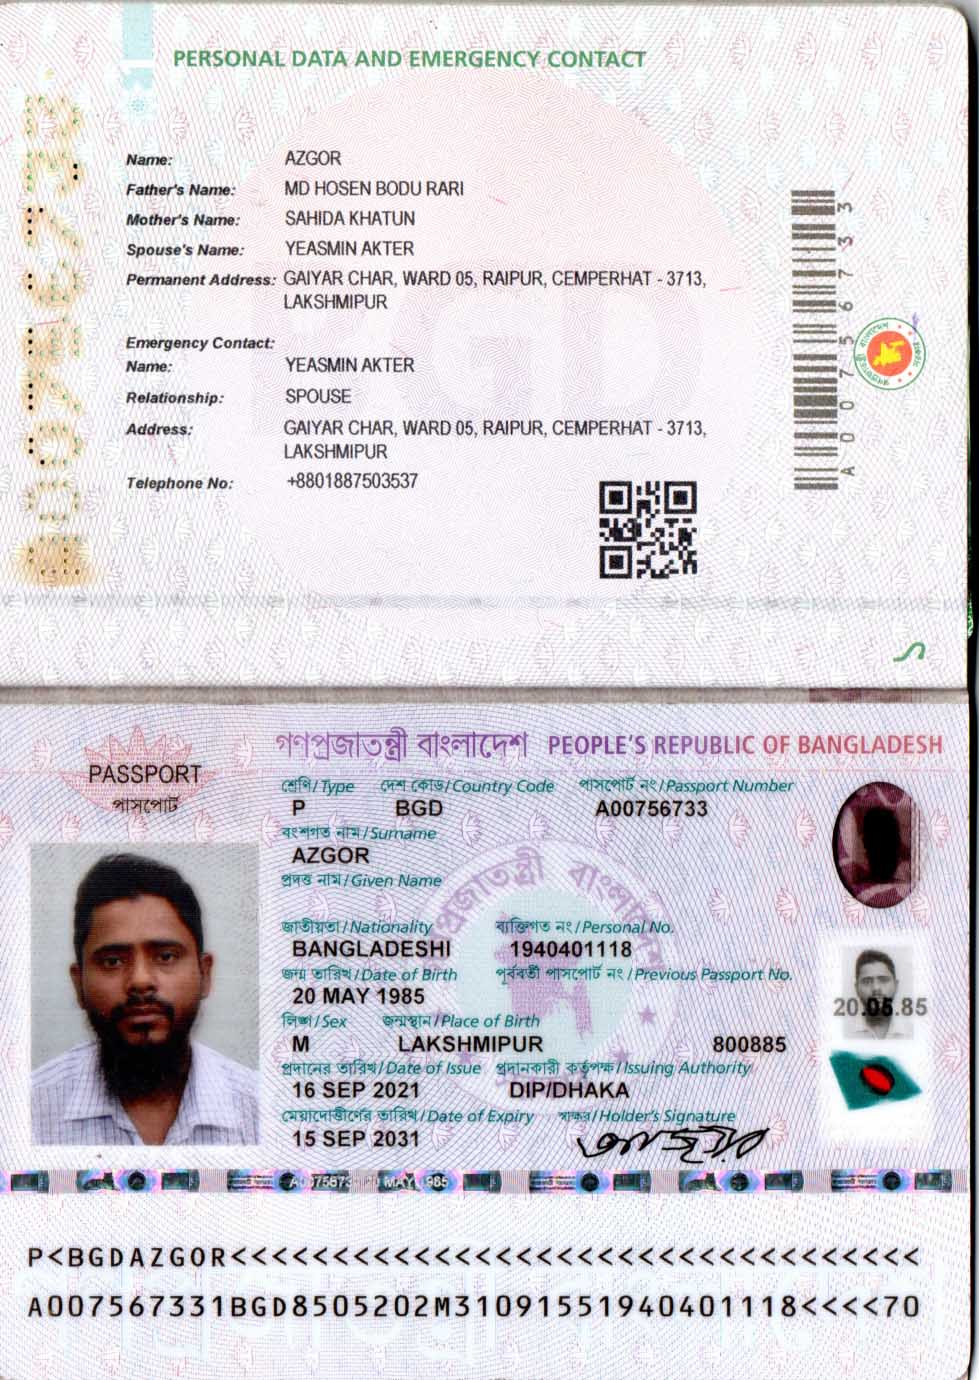 PERSONAL DATA AND EMERGENCY CONTACT
Name: AZGOR
Father's Name: MD HOSEN BODU RARI
Mother's Name: SAHIDA KHATUN
Spouse's Name: YEASMIN AKTER
Permanent Address: GAIYAR CHAR, WARD 05, RAIPUR, CEMPERHAT - 3713,
LAKSHMIPUR
Emergency Contact:
Name: YEASMIN AKTER
Relationship: SPOUSE
Address: GAIYAR CHAR, WARD 05, RAIPUR, CEMPERHAT - 3713,
LAKSHMIPUR
Telephone No: +8801887503537
A00756733
গণপ্রজাতন্ত্রী বাংলাদেশ PEOPLE'S REPUBLIC OF BANGLADESH
PASSPORT
পাসপোর্ট
শ্রেণি/Type দেশ কোড/Country Code পাসপোর্ট নং/Passport Number
P BGD A00756733
বংশগত নাম/Surname
AZGOR
প্রদত্ত নাম/Given Name
জাতীয়তা/Nationality ব্যক্তিগত নং/Personal No.
BANGLADESHI 1940401118
জন্ম তারিখ/Date of Birth পূর্ববর্তী পাসপোর্ট নং/Previous Passport No.
20 MAY 1985
20.05.85
লিঙ্গ/Sex জন্মস্থান/Place of Birth
M LAKSHMIPUR 800885
প্রদানের তারিখ/Date of Issue প্রদানকারী কর্তৃপক্ষ/Issuing Authority
16 SEP 2021 DIP/DHAKA
মেয়াদোত্তীর্ণের তারিখ/Date of Expiry স্বাক্ষর/Holder's Signature
15 SEP 2031
P<BGDAZGOR<<<<<<<<<<<<<<<<<<<<<<<<<<<<<<<<<<
A007567331BGD8505202M31091551940401118<<<<70